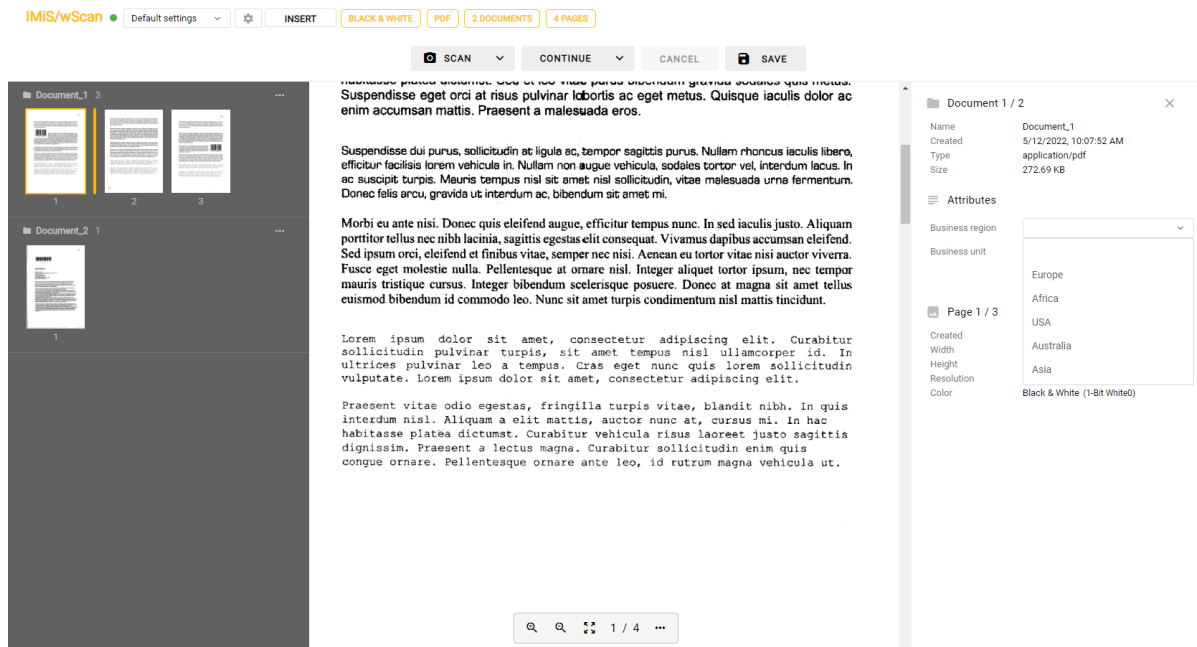 IMiS/wScan
Default settings
INSERT
BLACK & WHITE
PDF
2 DOCUMENTS
4 PAGES
SCAN
CONTINUE
CANCEL
SAVE
Document_1 3
1
2
3
Document_2 1
1
habitasse platea dictumst. Sed et leo vitae purus bibendum gravida sodales quis metus.
Suspendisse eget orci at risus pulvinar lobortis ac eget metus. Quisque iaculis dolor ac
enim accumsan mattis. Praesent a malesuada eros.
Suspendisse dui purus, sollicitudin at ligula ac, tempor sagittis purus. Nullam rhoncus iaculis libero,
efficitur facilisis lorem vehicula in. Nullam non augue vehicula, sodales tortor vel, interdum lacus. In
ac suscipit turpis. Mauris tempus nisl sit amet nisl sollicitudin, vitae malesuada urna fermentum.
Donec felis arcu, gravida ut interdum ac, bibendum sit amet mi.
Morbi eu ante nisi. Donec quis eleifend augue, efficitur tempus nunc. In sed iaculis justo. Aliquam
porttitor tellus nec nibh lacinia, sagittis egestas elit consequat. Vivamus dapibus accumsan eleifend.
Sed ipsum orci, eleifend et finibus vitae, semper nec nisi. Aenean eu tortor vitae nisi auctor viverra.
Fusce eget molestie nulla. Pellentesque at ornare nisl. Integer aliquet tortor ipsum, nec tempor
mauris tristique cursus. Integer bibendum scelerisque posuere. Donec at magna sit amet tellus
euismod bibendum id commodo leo. Nunc sit amet turpis condimentum nisl mattis tincidunt.
Lorem ipsum dolor sit amet, consectetur adipiscing elit. Curabitur
sollicitudin pulvinar turpis, sit amet tempus nisl ullamcorper id. In
ultrices pulvinar leo a tempus. Cras eget nunc quis lorem sollicitudin
vulputate. Lorem ipsum dolor sit amet, consectetur adipiscing elit.
Praesent vitae odio egestas, fringilla turpis vitae, blandit nibh. In quis
interdum nisl. Aliquam a elit mattis, auctor nunc at, cursus mi. In hac
habitasse platea dictumst. Curabitur vehicula risus laoreet justo sagittis
dignissim. Praesent a lectus magna. Curabitur sollicitudin enim quis
congue ornare. Pellentesque ornare ante leo, id rutrum magna vehicula ut.
1 / 4
Document 1 / 2
Name Document_1
Created 5/12/2022, 10:07:52 AM
Type application/pdf
Size 272.69 KB
Attributes
Business region
Business unit
Europe
Africa
USA
Australia
Asia
Page 1 / 3
Created
Width
Height
Resolution
Color Black & White (1-Bit White0)